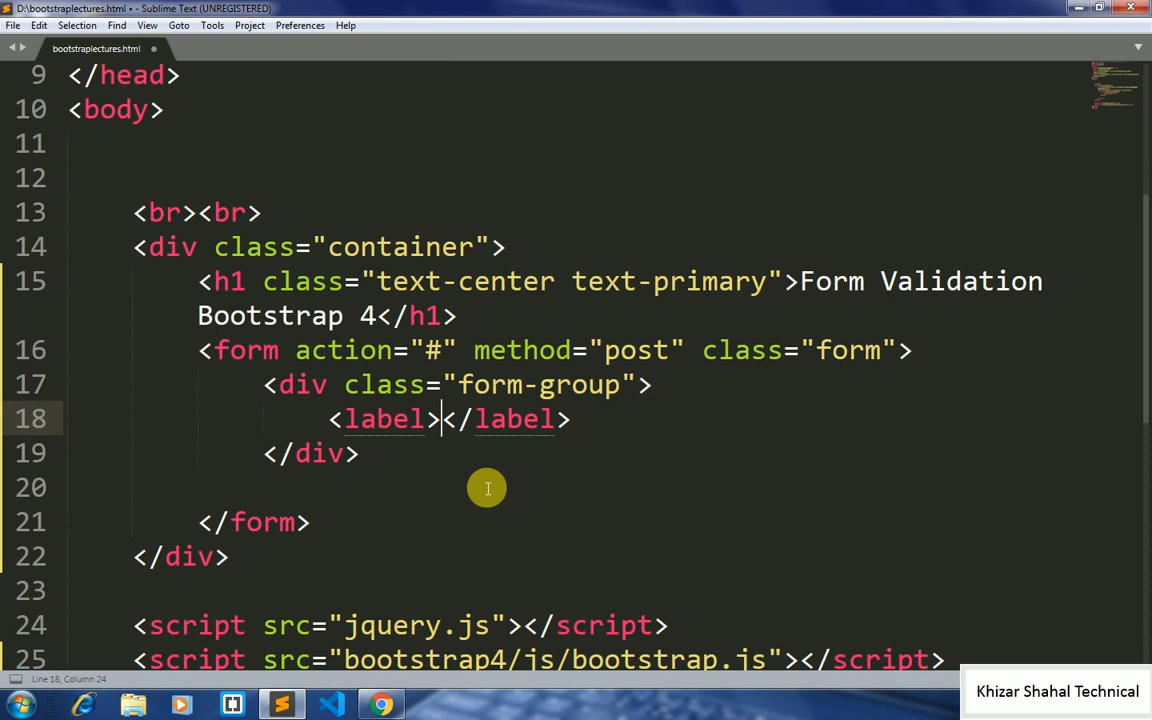 D:\bootstraplectures.html • - Sublime Text (UNREGISTERED)
File Edit Selection Find View Goto Tools Project Preferences Help
bootstraplectures.html
9 </head>
10 <body>
11
12
13 <br><br>
14 <div class="container">
15 <h1 class="text-center text-primary">Form Validation
Bootstrap 4</h1>
16 <form action="#" method="post" class="form">
17 <div class="form-group">
18 <label></label>
19 </div>
20
21 </form>
22 </div>
23
24 <script src="jquery.js"></script>
25 <script src="bootstrap4/js/bootstrap.js"></script>
Line 18, Column 24
Khizar Shahal Technical